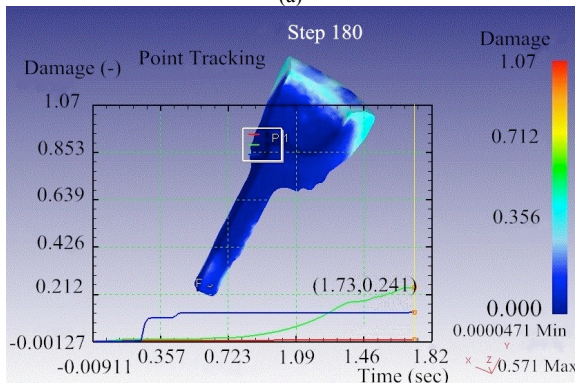 (a)
Step 180
Damage
Damage (-)
Point Tracking
1.07
1.07
0.853
0.712
0.639
0.426
0.356
0.212
(1.73,0.241)
0.000
-0.00127
0.0000471 Min
-0.00911
0.357
0.723
1.09
1.46
1.82
Time (sec)
X Z Y
0.571 Max